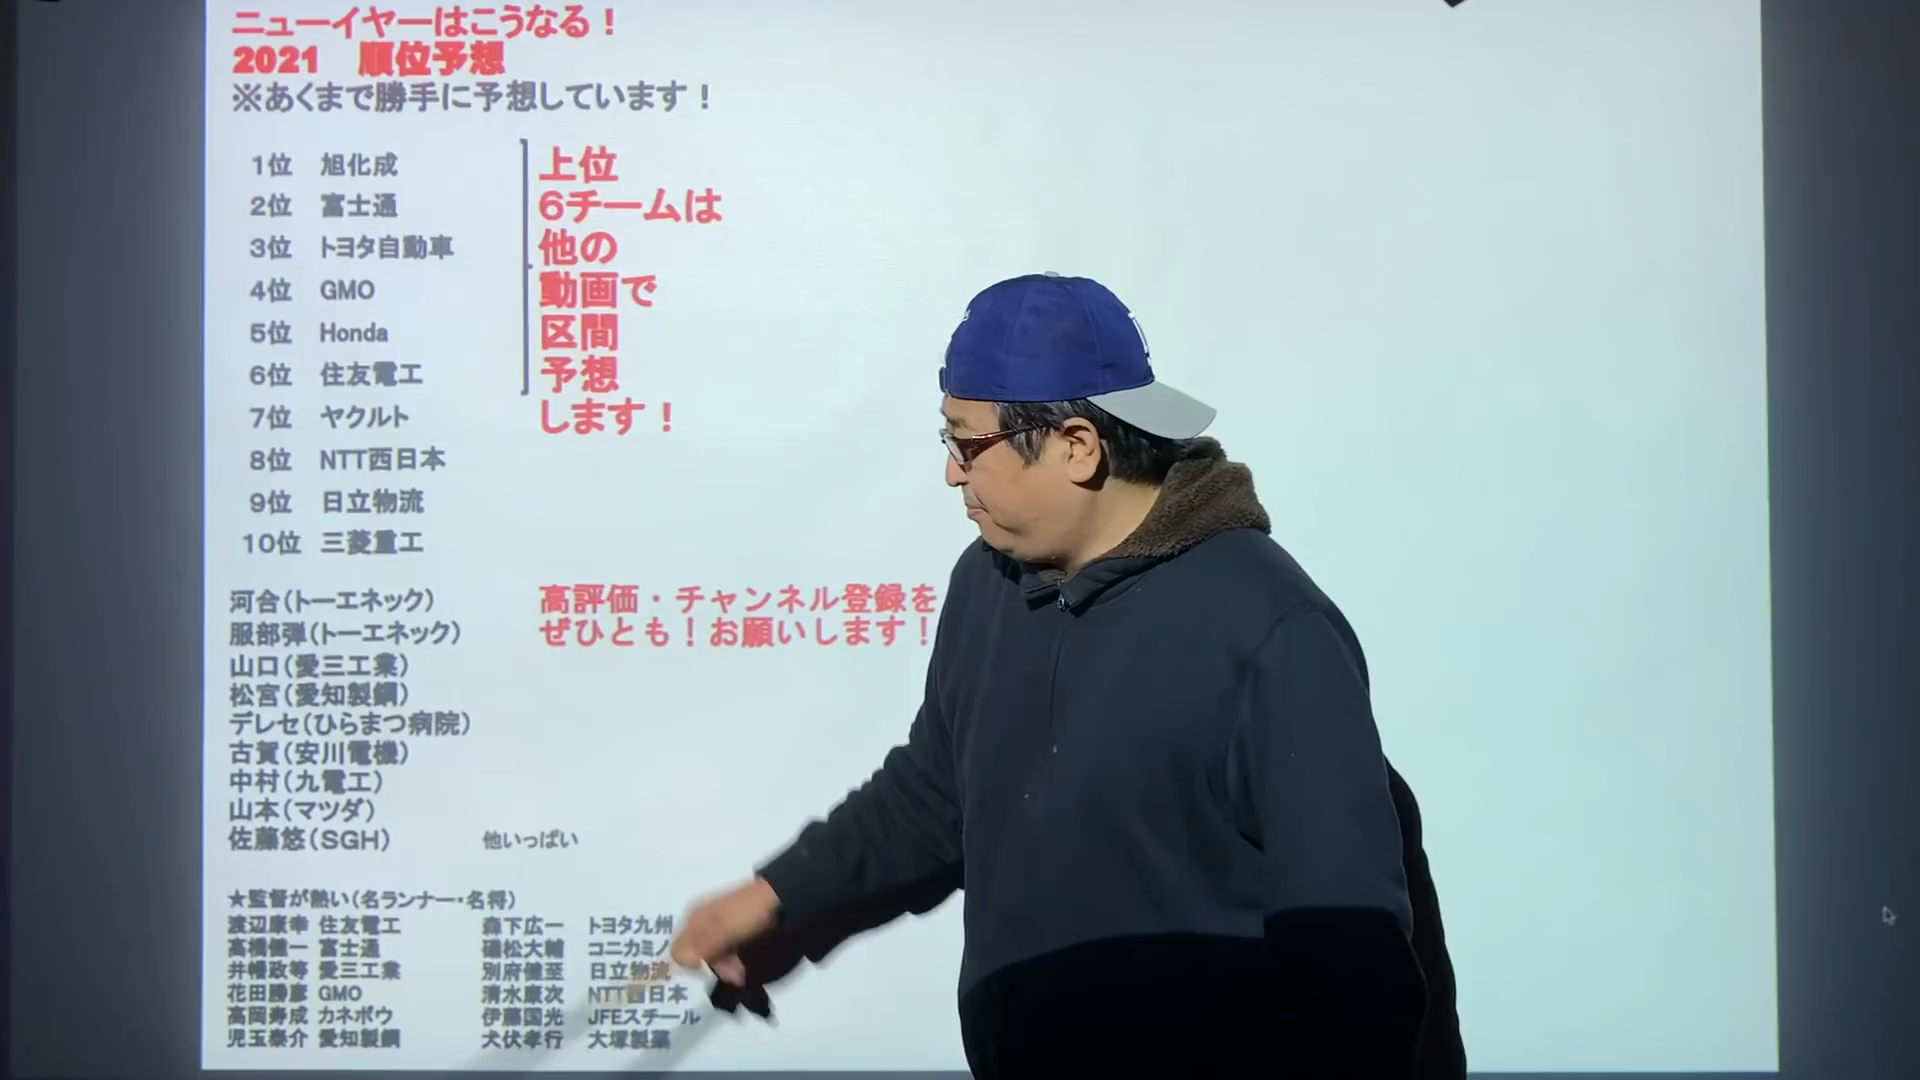 ニューイヤーはこうなる！
2021　順位予想
※あくまで勝手に予想しています！
1位　旭化成
2位　富士通
3位　トヨタ自動車
4位　GMO
5位　Honda
6位　住友電工
7位　ヤクルト
8位　NTT西日本
9位　日立物流
10位　三菱重工
上位
6チームは
他の
動画で
区間
予想
します！
河合（トーエネック）
服部弾（トーエネック）
山口（愛三工業）
松宮（愛知製鋼）
デレセ（ひらまつ病院）
古賀（安川電機）
中村（九電工）
山本（マツダ）
佐藤悠（SGH）　他いっぱい
高評価・チャンネル登録を
ぜひとも！お願いします！
★監督が熱い（名ランナー・名将）
渡辺康幸　住友電工　森下広一　トヨタ九州
高橋健一　富士通　磯松大輔　コニカミノ
井幡政等　愛三工業　別府健至　日立物流
花田勝彦　GMO　清水康次　NTT西日本
高岡寿成　カネボウ　伊藤国光　JFEスチール
児玉泰介　愛知製鋼　犬伏孝行　大塚製薬